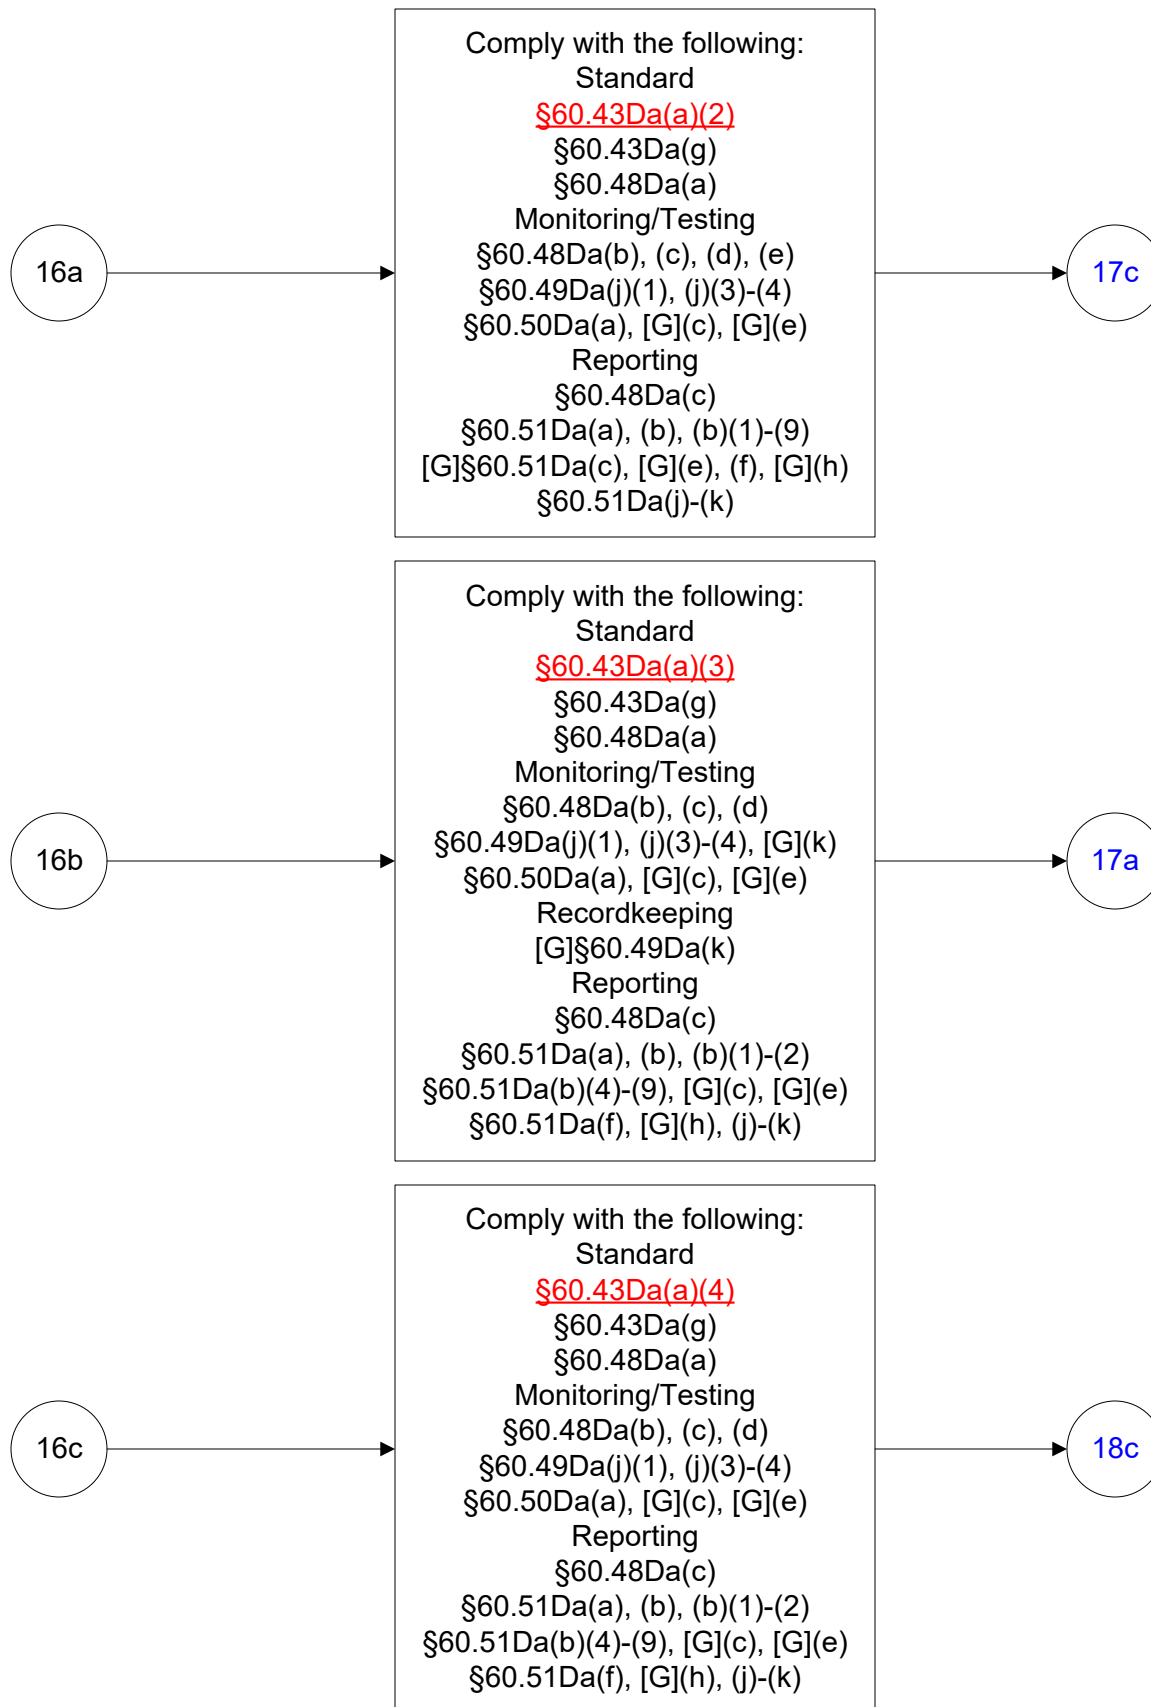 Comply with the following:
Standard
§60.43Da(a)(2)
§60.43Da(g)
§60.48Da(a)
Monitoring/Testing
§60.48Da(b), (c), (d), (e)
§60.49Da(j)(1), (j)(3)-(4)
§60.50Da(a), [G](c), [G](e)
Reporting
§60.48Da(c)
§60.51Da(a), (b), (b)(1)-(9)
[G]§60.51Da(c), [G](e), (f), [G](h)
§60.51Da(j)-(k)
16a
17c
Comply with the following:
Standard
§60.43Da(a)(3)
§60.43Da(g)
§60.48Da(a)
Monitoring/Testing
§60.48Da(b), (c), (d)
§60.49Da(j)(1), (j)(3)-(4), [G](k)
§60.50Da(a), [G](c), [G](e)
Recordkeeping
[G]§60.49Da(k)
Reporting
§60.48Da(c)
§60.51Da(a), (b), (b)(1)-(2)
§60.51Da(b)(4)-(9), [G](c), [G](e)
§60.51Da(f), [G](h), (j)-(k)
16b
17a
Comply with the following:
Standard
§60.43Da(a)(4)
§60.43Da(g)
§60.48Da(a)
Monitoring/Testing
§60.48Da(b), (c), (d)
§60.49Da(j)(1), (j)(3)-(4)
§60.50Da(a), [G](c), [G](e)
Reporting
§60.48Da(c)
§60.51Da(a), (b), (b)(1)-(2)
§60.51Da(b)(4)-(9), [G](c), [G](e)
§60.51Da(f), [G](h), (j)-(k)
16c
18c